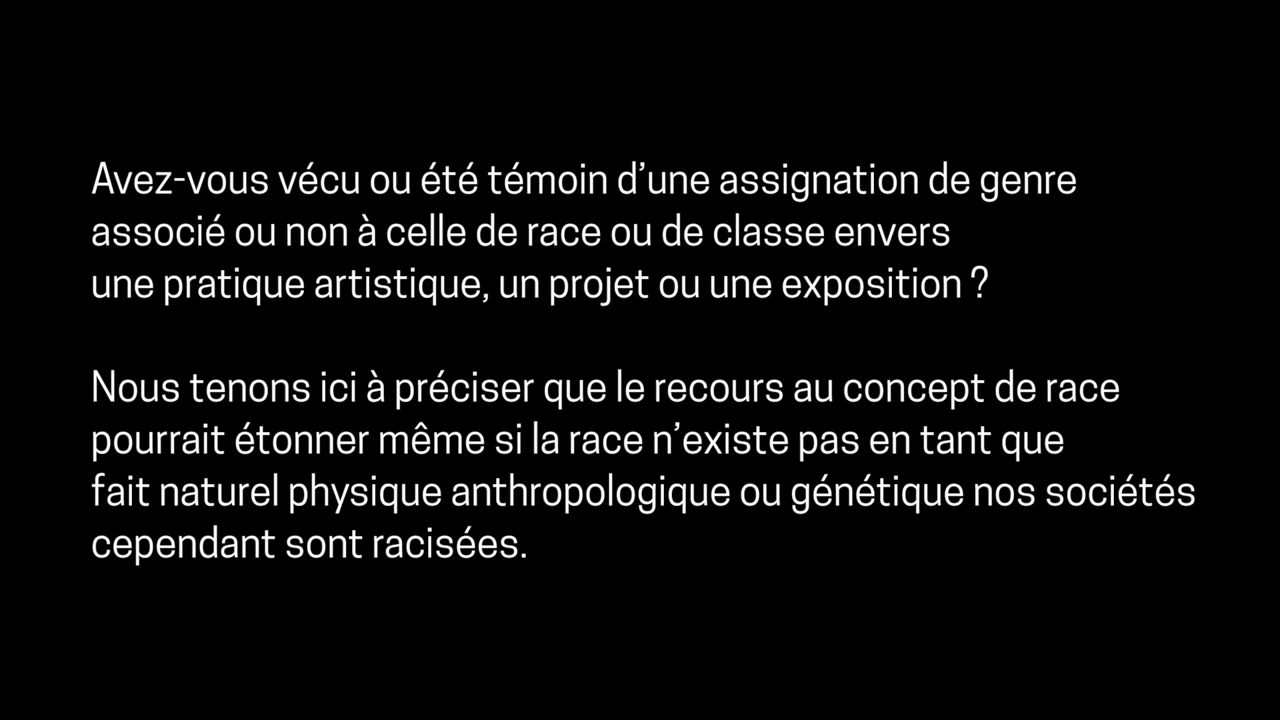 Avez-vous vécu ou été témoin d’une assignation de genre
associé ou non à celle de race ou de classe envers
une pratique artistique, un projet ou une exposition ?
Nous tenons ici à préciser que le recours au concept de race
pourrait étonner même si la race n’existe pas en tant que
fait naturel physique anthropologique ou génétique nos sociétés
cependant sont racisées.